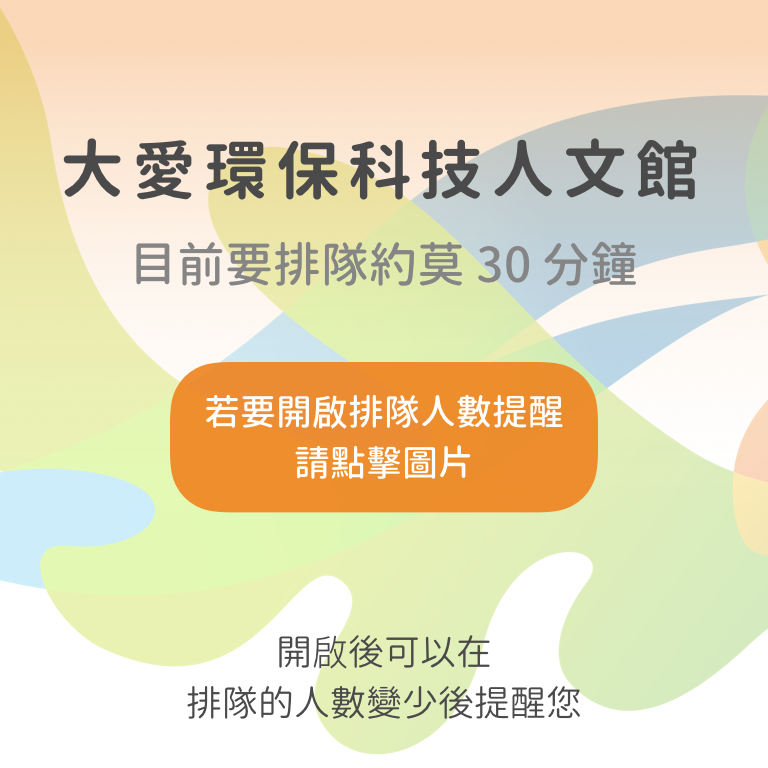 大愛環保科技人文館
目前要排隊約莫 30 分鐘
若要開啟排隊人數提醒
請點擊圖片
開啟後可以在
排隊的人數變少後提醒您